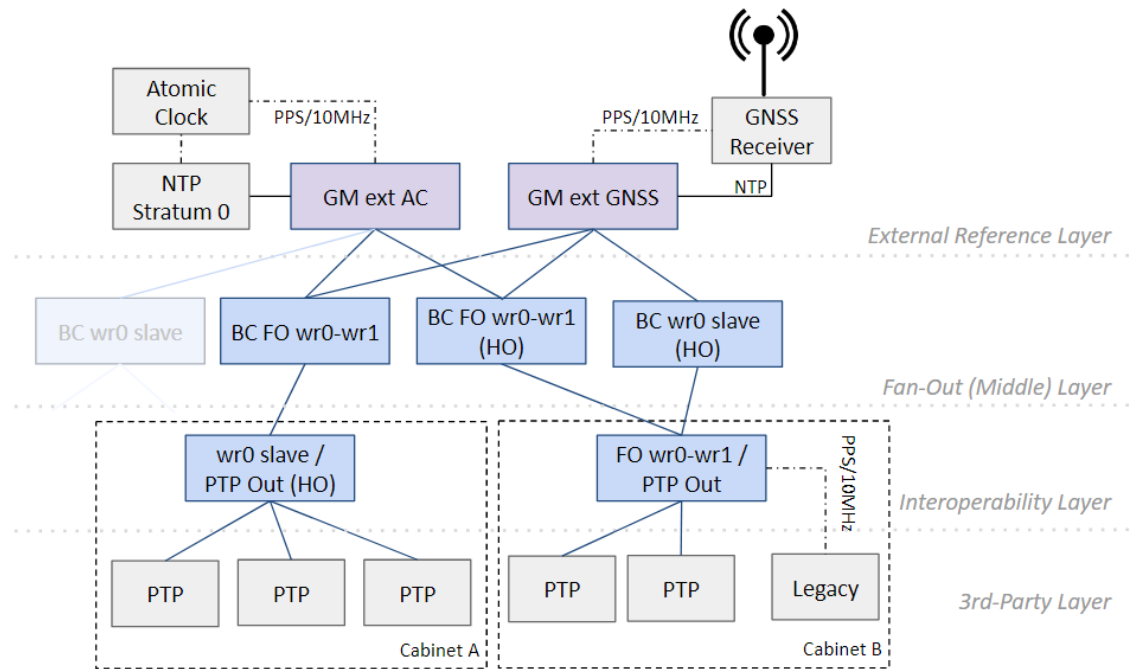 Atomic
Clock
PPS/10MHz
PPS/10MHz
GNSS
Receiver
NTP
Stratum 0
GM ext AC
GM ext GNSS
NTP
External Reference Layer
BC wr0 slave
BC FO wr0-wr1
BC FO wr0-wr1
(HO)
BC wr0 slave
(HO)
Fan-Out (Middle) Layer
wr0 slave /
PTP Out (HO)
FO wr0-wr1 /
PTP Out
PPS/10MHz
Interoperability Layer
PTP
PTP
PTP
PTP
PTP
Legacy
3rd-Party Layer
Cabinet A
Cabinet B